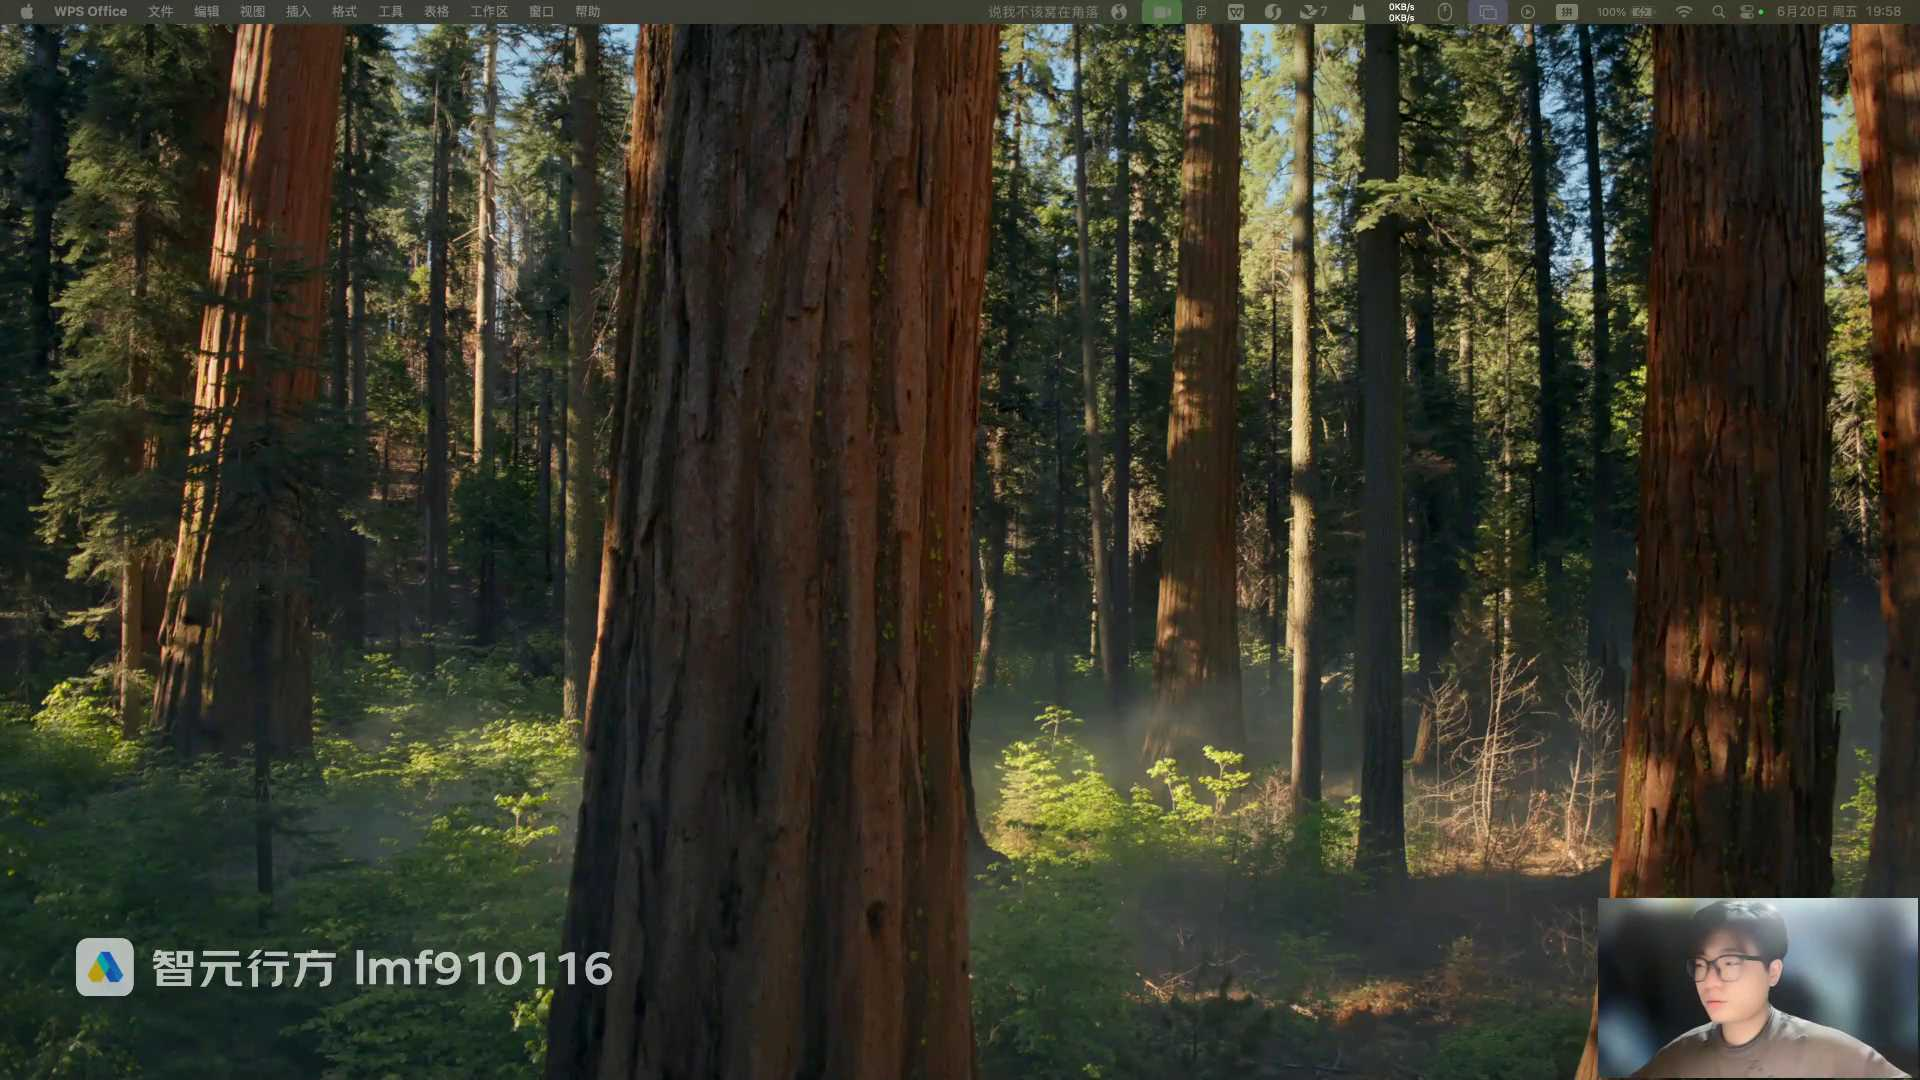 WPS Office 文件 编辑 视图 插入 格式 工具 表格 工作区 窗口 帮助 说我不该窝在角落 7 0KB/s 拼 100% 6月20日 周五 19:58
0KB/s
智元行方 lmf910116